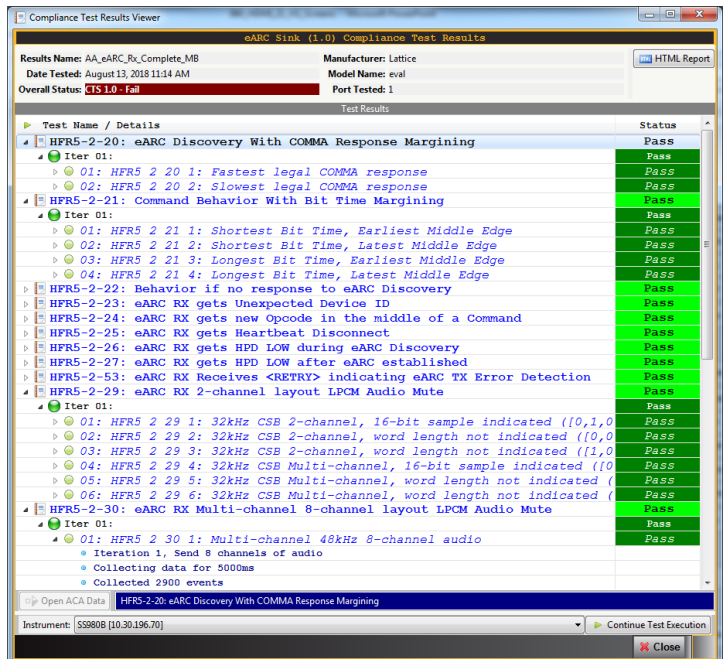 Compliance Test Results Viewer
eARC Sink (1.0) Compliance Test Results
Results Name: AA_eARC_Rx_Complete_MB Manufacturer: Lattice HTML Report
Date Tested: August 13, 2018 11:14 AM Model Name: eval
Overall Status: CTS 1.0 - Fail Port Tested: 1
Test Results
Test Name / Details Status
HFR5-2-20: eARC Discovery With COMMA Response Margining Pass
Iter 01: Pass
01: HFR5 2 20 1: Fastest legal COMMA response Pass
02: HFR5 2 20 2: Slowest legal COMMA response Pass
HFR5-2-21: Command Behavior With Bit Time Margining Pass
Iter 01: Pass
01: HFR5 2 21 1: Shortest Bit Time, Earliest Middle Edge Pass
02: HFR5 2 21 2: Shortest Bit Time, Latest Middle Edge Pass
03: HFR5 2 21 3: Longest Bit Time, Earliest Middle Edge Pass
04: HFR5 2 21 4: Longest Bit Time, Latest Middle Edge Pass
HFR5-2-22: Behavior if no response to eARC Discovery Pass
HFR5-2-23: eARC RX gets Unexpected Device ID Pass
HFR5-2-24: eARC RX gets new Opcode in the middle of a Command Pass
HFR5-2-25: eARC RX gets Heartbeat Disconnect Pass
HFR5-2-26: eARC RX gets HPD LOW during eARC Discovery Pass
HFR5-2-27: eARC RX gets HPD LOW after eARC established Pass
HFR5-2-53: eARC RX Receives <RETRY> indicating eARC TX Error Detection Pass
HFR5-2-29: eARC RX 2-channel layout LPCM Audio Mute Pass
Iter 01: Pass
01: HFR5 2 29 1: 32kHz CSB 2-channel, 16-bit sample indicated ([0,1,0 Pass
02: HFR5 2 29 2: 32kHz CSB 2-channel, word length not indicated ([0,0 Pass
03: HFR5 2 29 3: 32kHz CSB 2-channel, word length not indicated ([1,0 Pass
04: HFR5 2 29 4: 32kHz CSB Multi-channel, 16-bit sample indicated ([0 Pass
05: HFR5 2 29 5: 32kHz CSB Multi-channel, word length not indicated ( Pass
06: HFR5 2 29 6: 32kHz CSB Multi-channel, word length not indicated ( Pass
HFR5-2-30: eARC RX Multi-channel 8-channel layout LPCM Audio Mute Pass
Iter 01: Pass
01: HFR5 2 30 1: Multi-channel 48kHz 8-channel audio Pass
Iteration 1, Send 8 channels of audio
Collecting data for 5000ms
Collected 2900 events
Open ACA Data HFR5-2-20: eARC Discovery With COMMA Response Margining
Instrument: SS980B [10.30.196.70] Continue Test Execution
Close